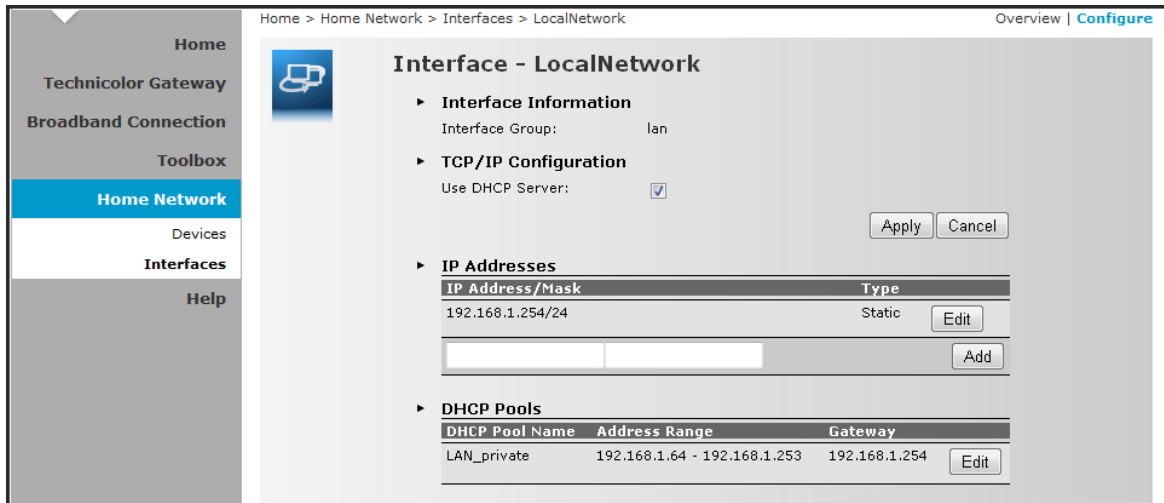 Home > Home Network > Interfaces > LocalNetwork
Overview | Configure
Home
Technicolor Gateway
Broadband Connection
Toolbox
Home Network
Devices
Interfaces
Help
Interface - LocalNetwork
Interface Information
Interface Group: lan
TCP/IP Configuration
Use DHCP Server:
Apply Cancel
IP Addresses
IP Address/Mask Type
192.168.1.254/24 Static Edit
Add
DHCP Pools
DHCP Pool Name Address Range Gateway
LAN_private 192.168.1.64 - 192.168.1.253 192.168.1.254 Edit